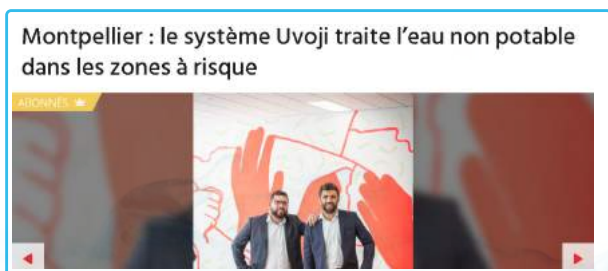 Montpellier : le système Uvoji traite l’eau non potable
dans les zones à risque
ABONNÉS